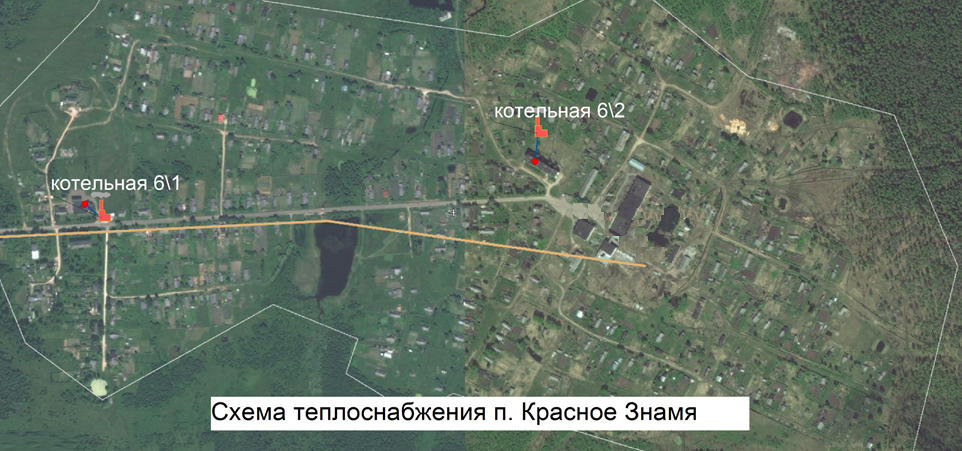 котельная 6\2
котельная 6\1
Схема теплоснабжения п. Красное Знамя